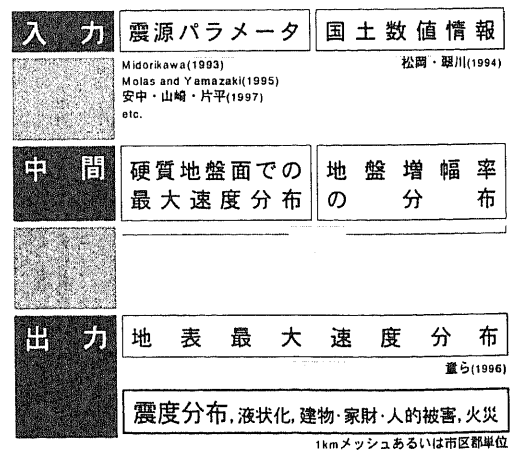 入力 震源パラメータ 国土数値情報
Midorikawa(1993)
Molas and Yamazaki(1995)
安中・山崎・片平(1997)
etc.
松岡・翠川(1994)
中間 硬質地盤面での
最大速度分布
地盤増幅率
の分布
出力 地表最大速度分布
童ら(1996)
震度分布,液状化,建物・家財・人的被害,火災
1kmメッシュあるいは市区郡単位